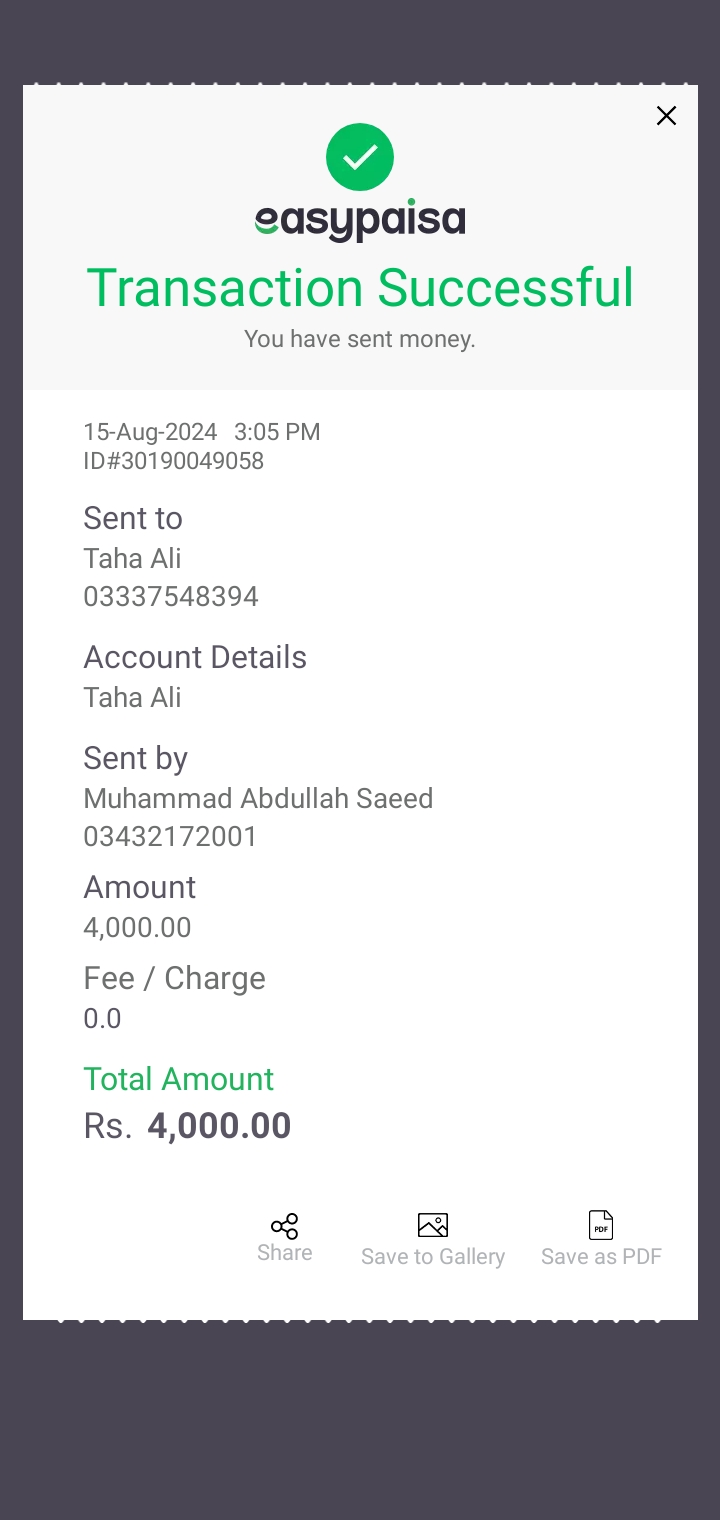 easypaisa
Transaction Successful
You have sent money.
15-Aug-2024 3:05 PM
ID#30190049058
Sent to
Taha Ali
03337548394
Account Details
Taha Ali
Sent by
Muhammad Abdullah Saeed
03432172001
Amount
4,000.00
Fee / Charge
0.0
Total Amount
Rs. 4,000.00
PDF
Share Save to Gallery Save as PDF